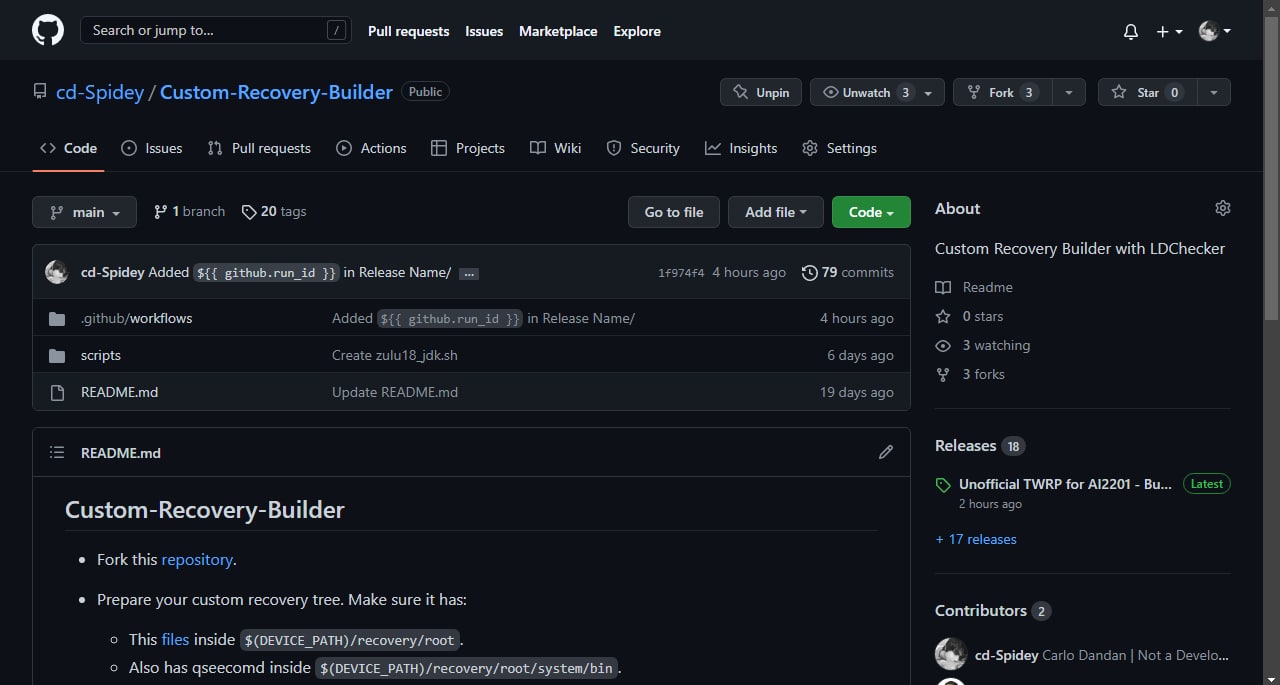 Search or jump to... /
Pull requests Issues Marketplace Explore
cd-Spidey / Custom-Recovery-Builder Public
Unpin Unwatch 3 Fork 3 Star 0
Code Issues Pull requests Actions Projects Wiki Security Insights Settings
main 1 branch 20 tags Go to file Add file Code
cd-Spidey Added ${{ github.run_id }} in Release Name/ ... 1f974f4 4 hours ago 79 commits
.github/workflows Added ${{ github.run_id }} in Release Name/ 4 hours ago
scripts Create zulu18_jdk.sh 6 days ago
README.md Update README.md 19 days ago
README.md
Custom-Recovery-Builder
• Fork this repository.
• Prepare your custom recovery tree. Make sure it has:
◦ This files inside $(DEVICE_PATH)/recovery/root.
◦ Also has qseecomd inside $(DEVICE_PATH)/recovery/root/system/bin.
About
Custom Recovery Builder with LDChecker
Readme
0 stars
3 watching
3 forks
Releases 18
Unofficial TWRP for AI2201 - Bu... Latest
2 hours ago
+ 17 releases
Contributors 2
cd-Spidey Carlo Dandan | Not a Develo...